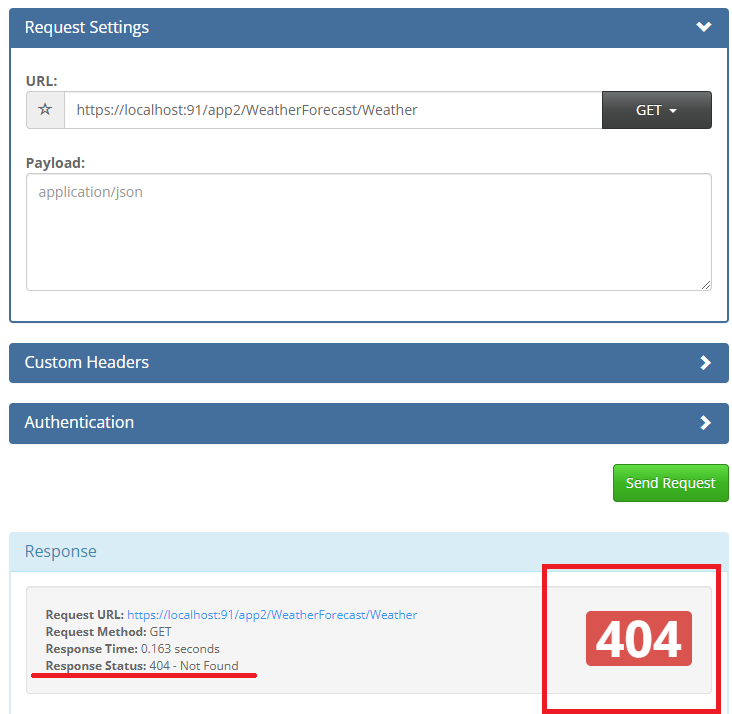 Request Settings
URL:
https://localhost:91/app2/WeatherForecast/Weather
GET
Payload:
application/json
Custom Headers
Authentication
Send Request
Response
Request URL: https://localhost:91/app2/WeatherForecast/Weather
Request Method: GET
Response Time: 0.163 seconds
Response Status: 404 - Not Found
404